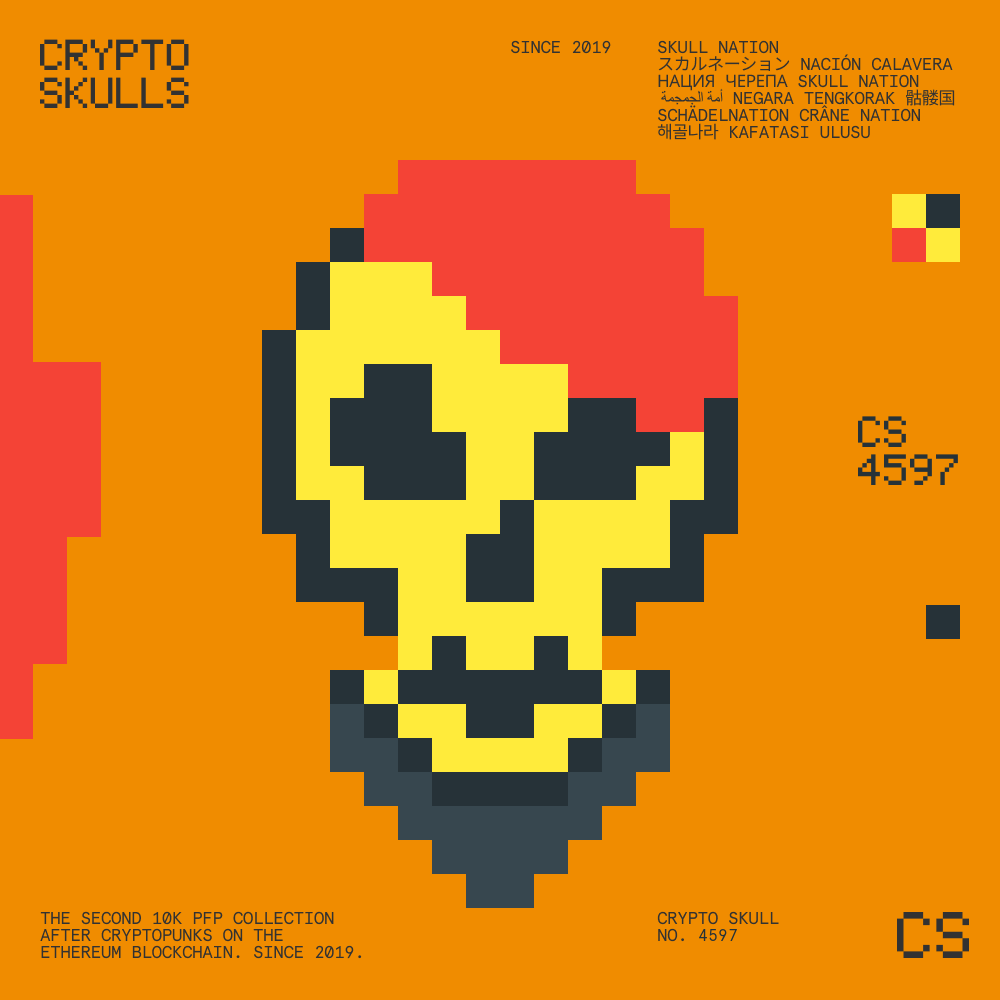 CRYPTO
SKULLS
SINCE 2019
SKULL NATION
スカルネーション NACIÓN CALAVERA
НАЦИЯ ЧЕРЕПА SKULL NATION
أمة الجمجمة NEGARA TENGKORAK 骷髅国
SCHÄDELNATION CRÂNE NATION
해골나라 KAFATASI ULUSU
CS
4597
THE SECOND 10K PFP COLLECTION
AFTER CRYPTOPUNKS ON THE
ETHEREUM BLOCKCHAIN. SINCE 2019.
CRYPTO SKULL
NO. 4597
CS